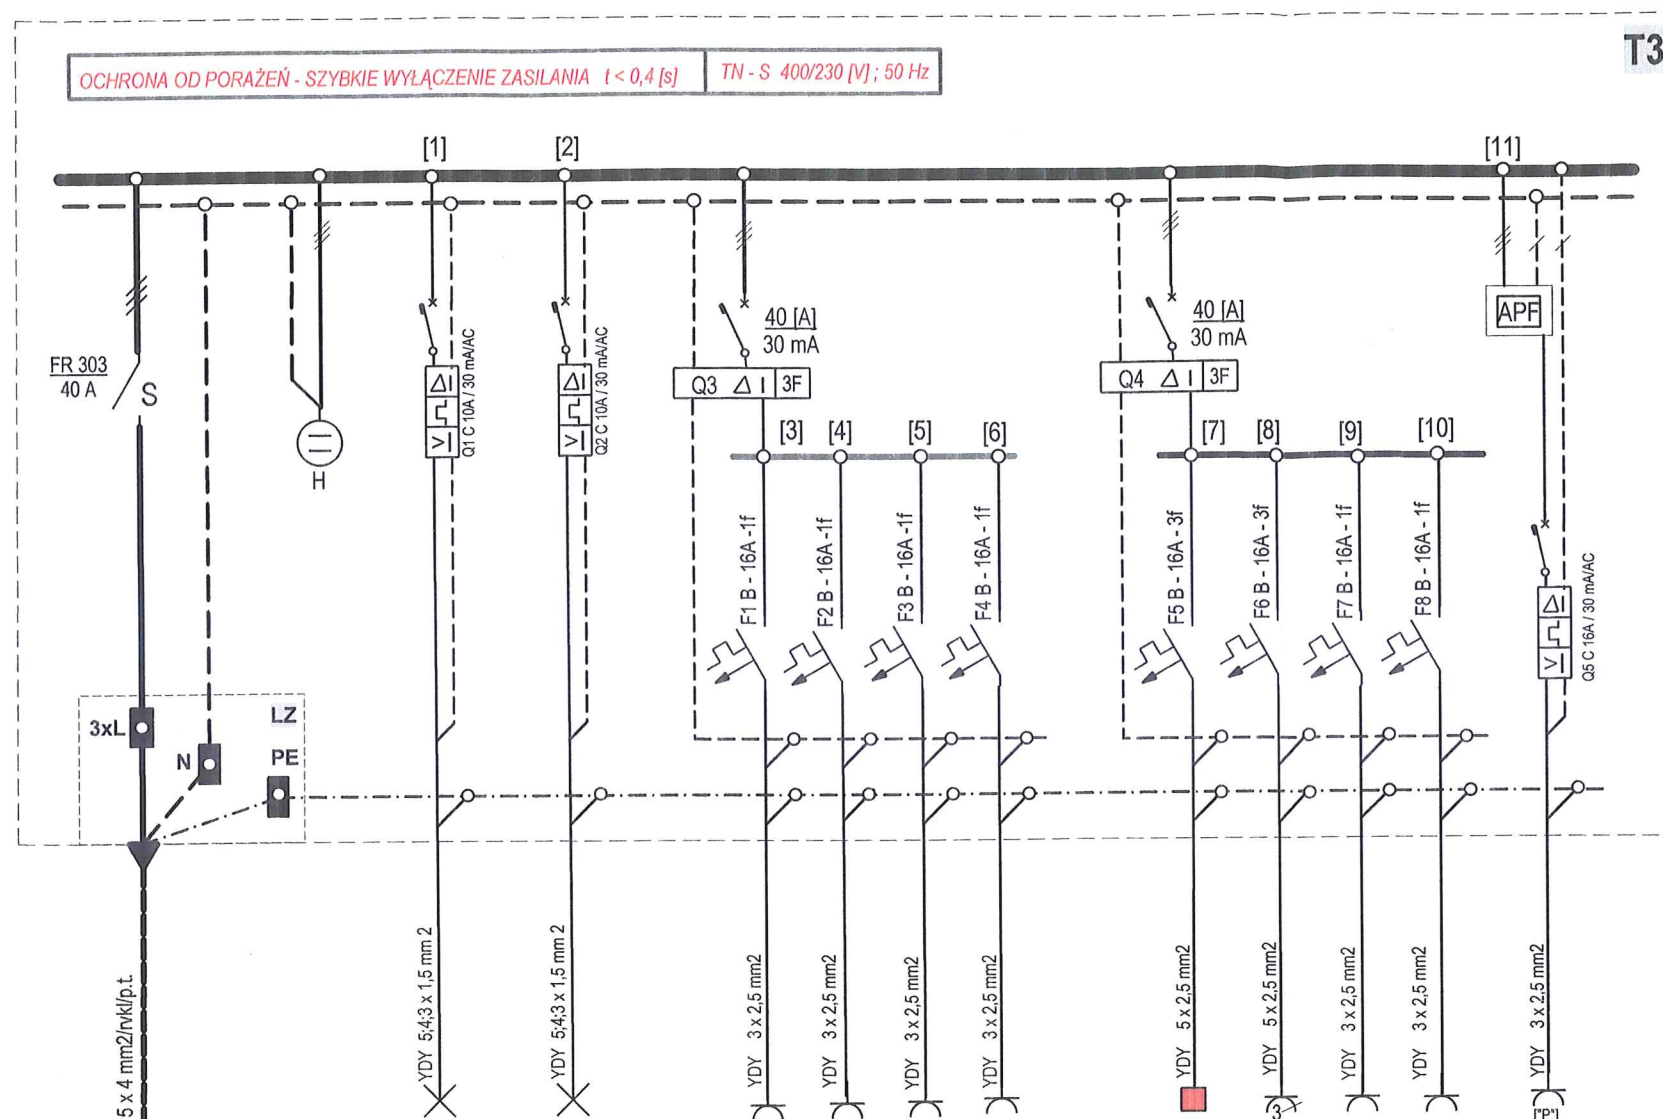 T3
OCHRONA OD PORAŻEŃ - SZYBKIE WYŁĄCZENIE ZASILANIA t < 0,4 [s]
TN - S 400/230 [V] ; 50 Hz
[1]
[2]
[11]
FR 303
40 A
S
H
Q1 C 10A / 30 mA/AC
Q2 C 10A / 30 mA/AC
40 [A]
30 mA
Q3 Δ I 3F
40 [A]
30 mA
Q4 Δ I 3F
APF
[3]
[4]
[5]
[6]
[7]
[8]
[9]
[10]
F1 B - 16A -1f
F2 B - 16A -1f
F3 B - 16A -1f
F4 B - 16A -1f
F5 B - 16A - 3f
F6 B - 16A - 3f
F7 B - 16A - 1f
F8 B - 16A - 1f
Q5 C 16A / 30 mA/AC
3xL
N
LZ
PE
5 x 4 mm2/rvkl/p.t.
YDY 5;4;3 x 1,5 mm 2
YDY 5;4;3 x 1,5 mm 2
YDY 3 x 2,5 mm2
YDY 3 x 2,5 mm2
YDY 3 x 2,5 mm2
YDY 3 x 2,5 mm2
YDY 5 x 2,5 mm2
YDY 5 x 2,5 mm2
YDY 3 x 2,5 mm2
YDY 3 x 2,5 mm2
YDY 3 x 2,5 mm2
3
["P"]